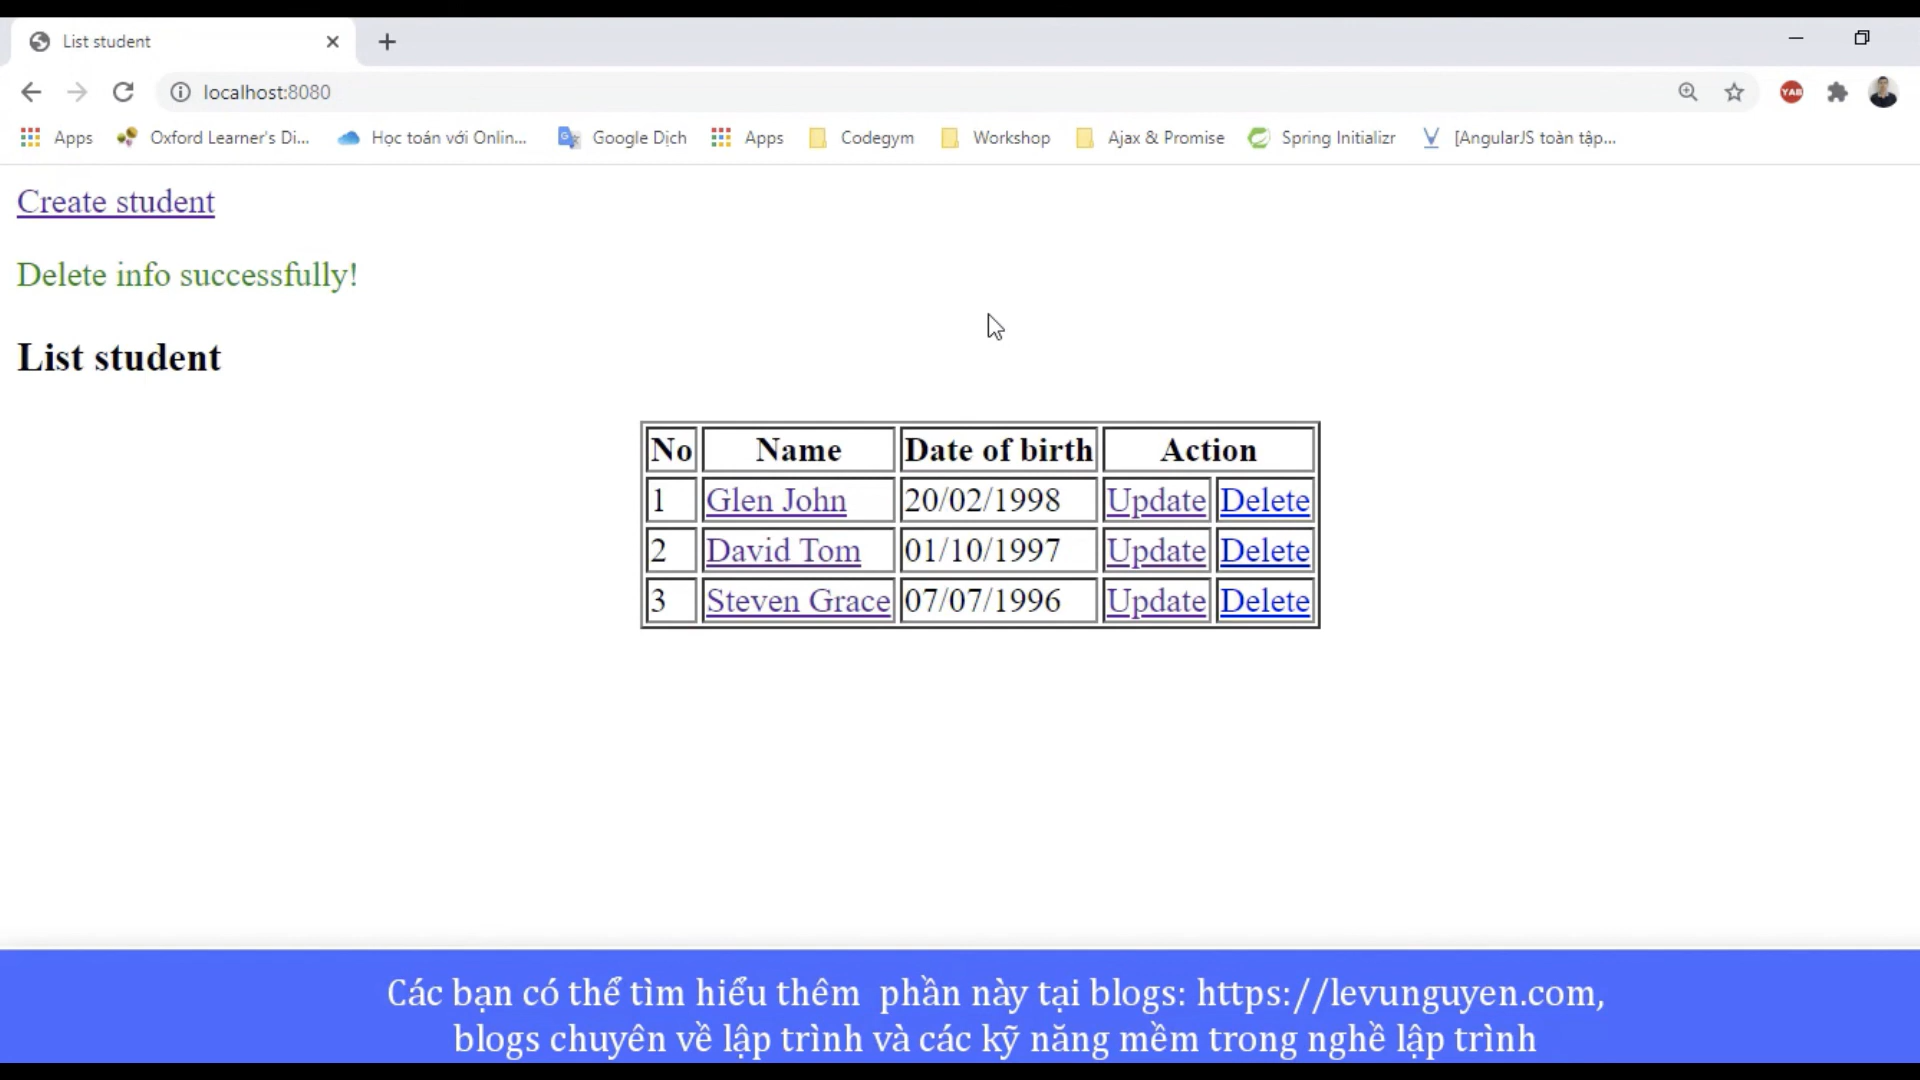 List student
localhost:8080
YAB
Apps Oxford Learner's Di... Học toán với Onlin... Google Dịch Apps Codegym Workshop Ajax & Promise Spring Initializr [AngularJS toàn tập...
Create student
Delete info successfully!
List student
No Name Date of birth Action
1 Glen John 20/02/1998 Update Delete
2 David Tom 01/10/1997 Update Delete
3 Steven Grace 07/07/1996 Update Delete
Các bạn có thể tìm hiểu thêm phần này tại blogs: https://levunguyen.com,
blogs chuyên về lập trình và các kỹ năng mềm trong nghề lập trình